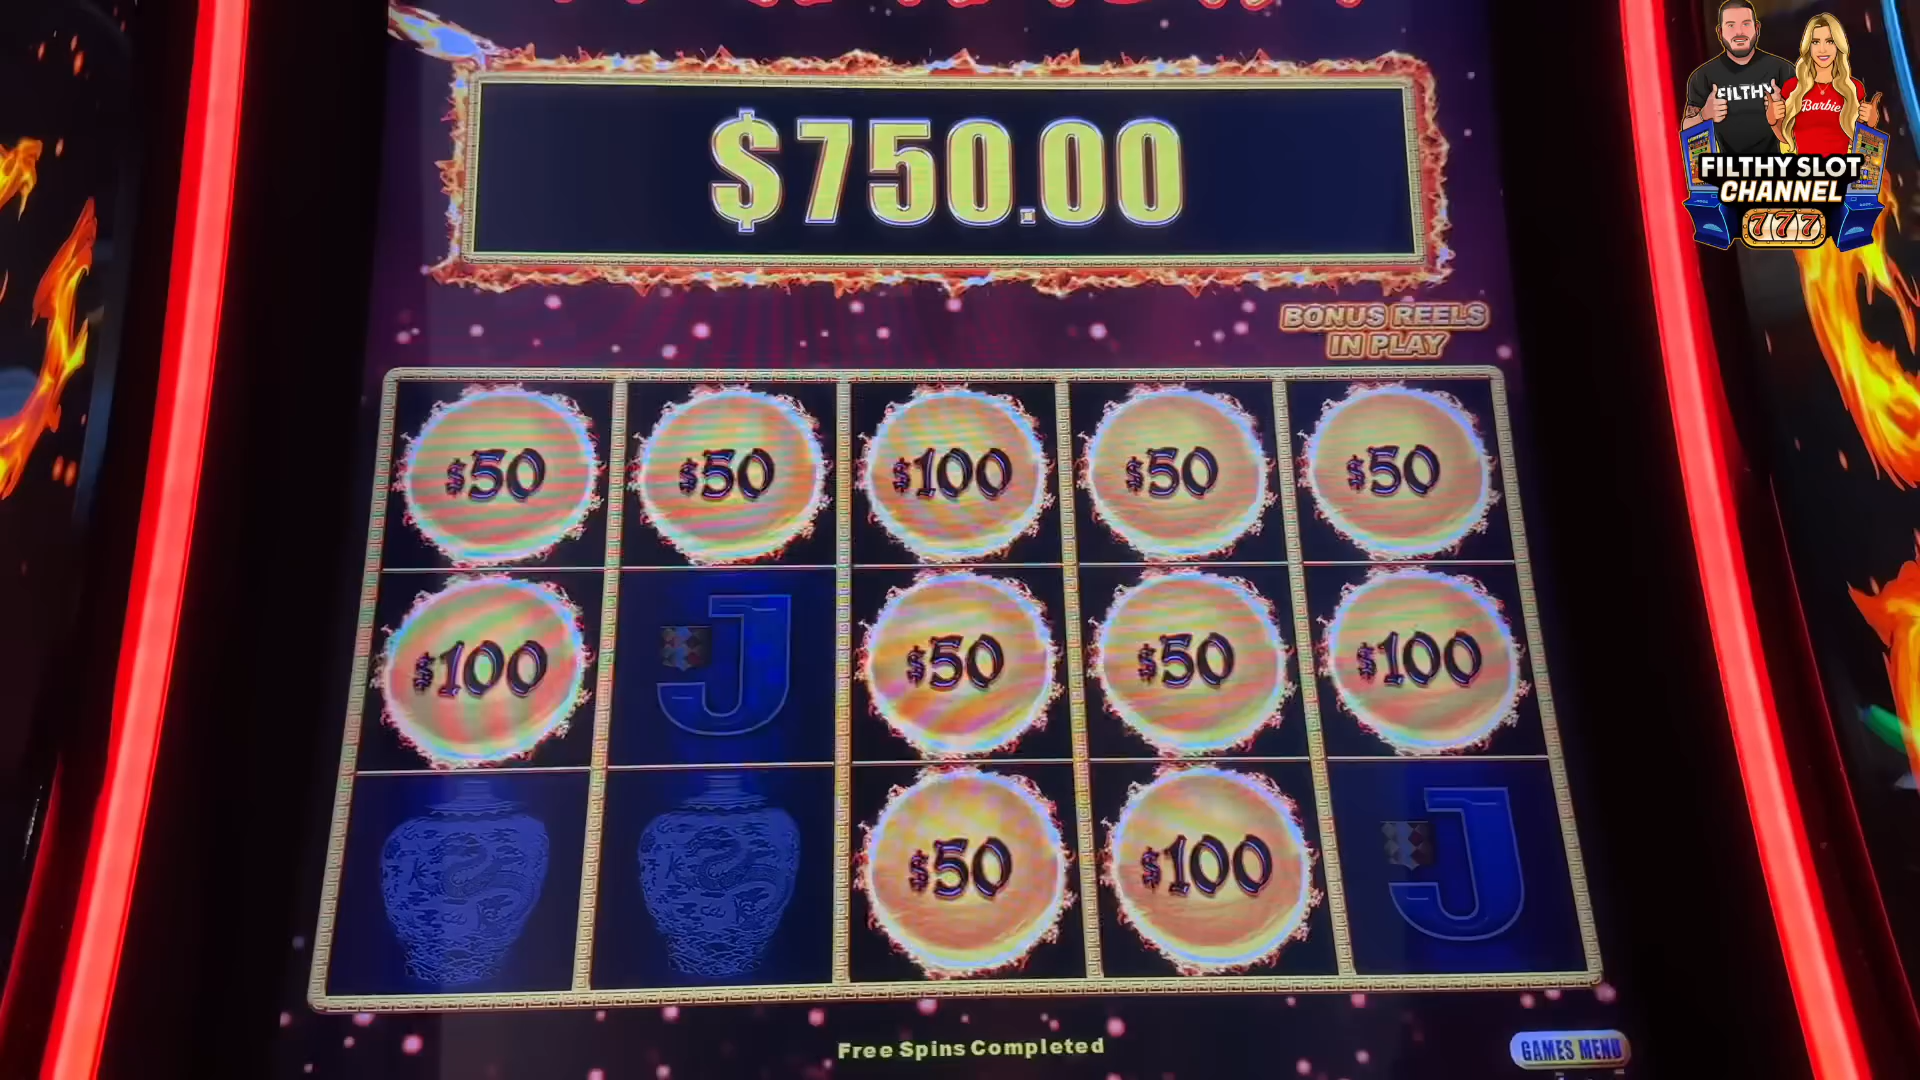 $750.00
BONUS REELS
IN PLAY
$50 $50 $100 $50 $50
$100 J $50 $50 $100
$50 $100 J
Free Spins Completed
GAMES MENU
FILTHY
Barbie
FILTHY SLOT
CHANNEL
777